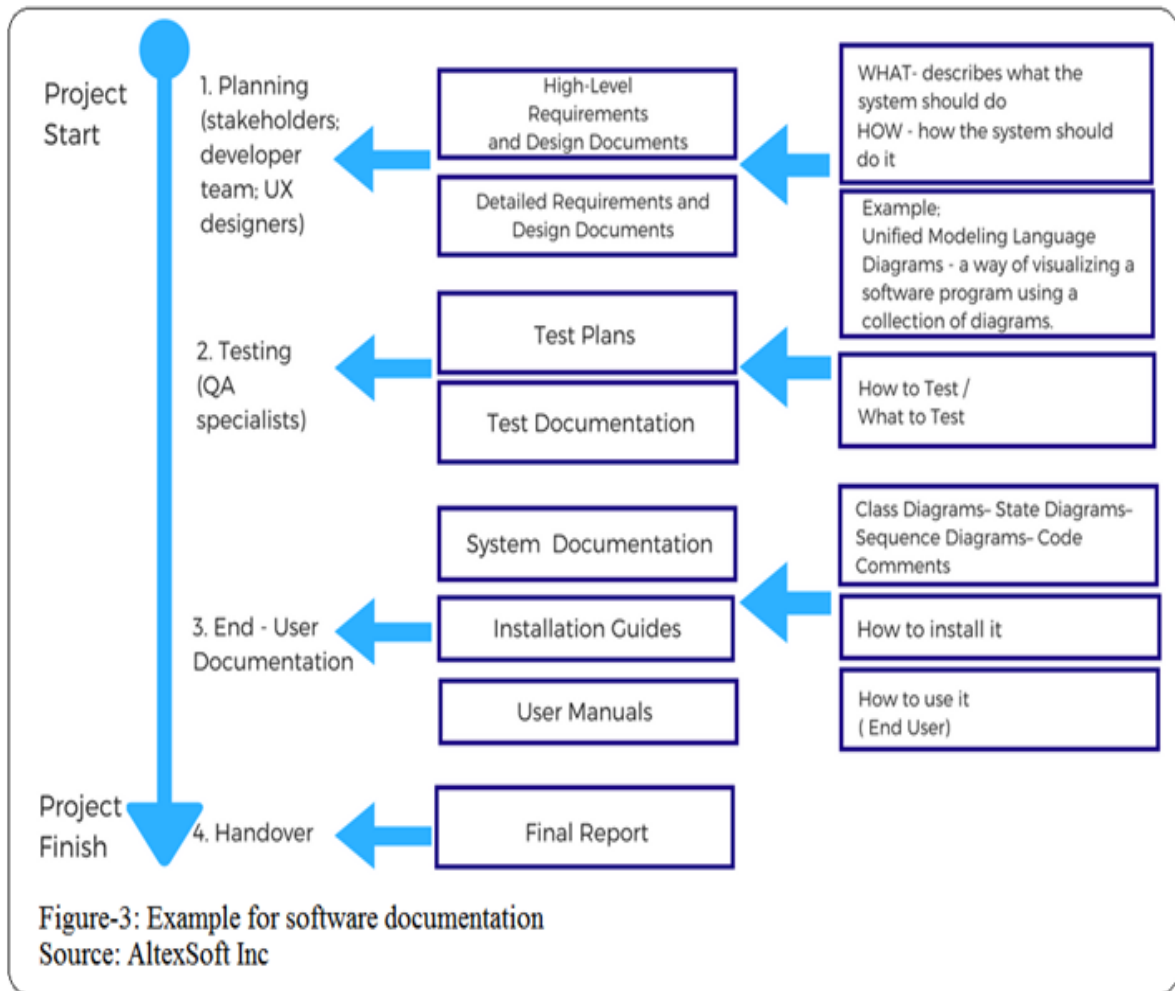 Project
Start
1. Planning
(stakeholders;
developer
team; UX
designers)
High-Level
Requirements
and Design Documents
Detailed Requirements and
Design Documents
WHAT- describes what the
system should do
HOW - how the system should
do it
Example;
Unified Modeling Language
Diagrams - a way of visualizing a
software program using a
collection of diagrams.
2. Testing
(QA
specialists)
Test Plans
Test Documentation
How to Test /
What to Test
3. End - User
Documentation
System Documentation
Installation Guides
User Manuals
Class Diagrams– State Diagrams–
Sequence Diagrams– Code
Comments
How to install it
How to use it
( End User)
Project
Finish
4. Handover
Final Report
Figure-3: Example for software documentation
Source: AltexSoft Inc